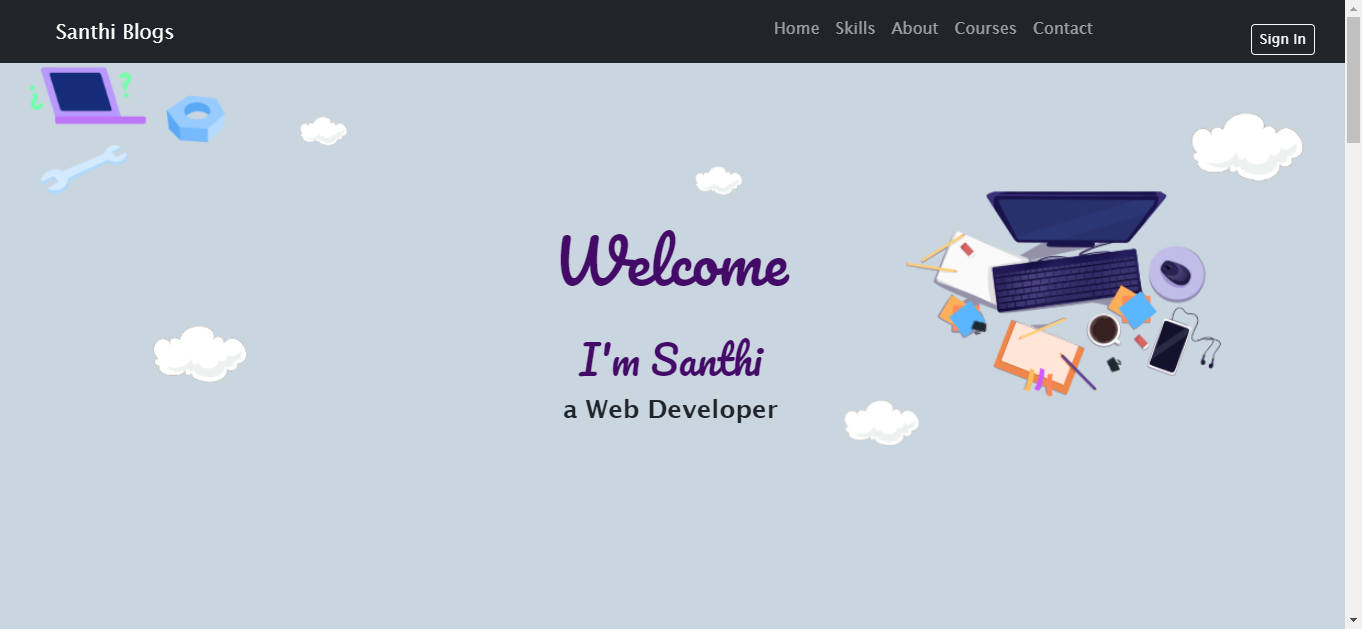 Santhi Blogs
Home Skills About Courses Contact
Sign In
Welcome
I'm Santhi
a Web Developer